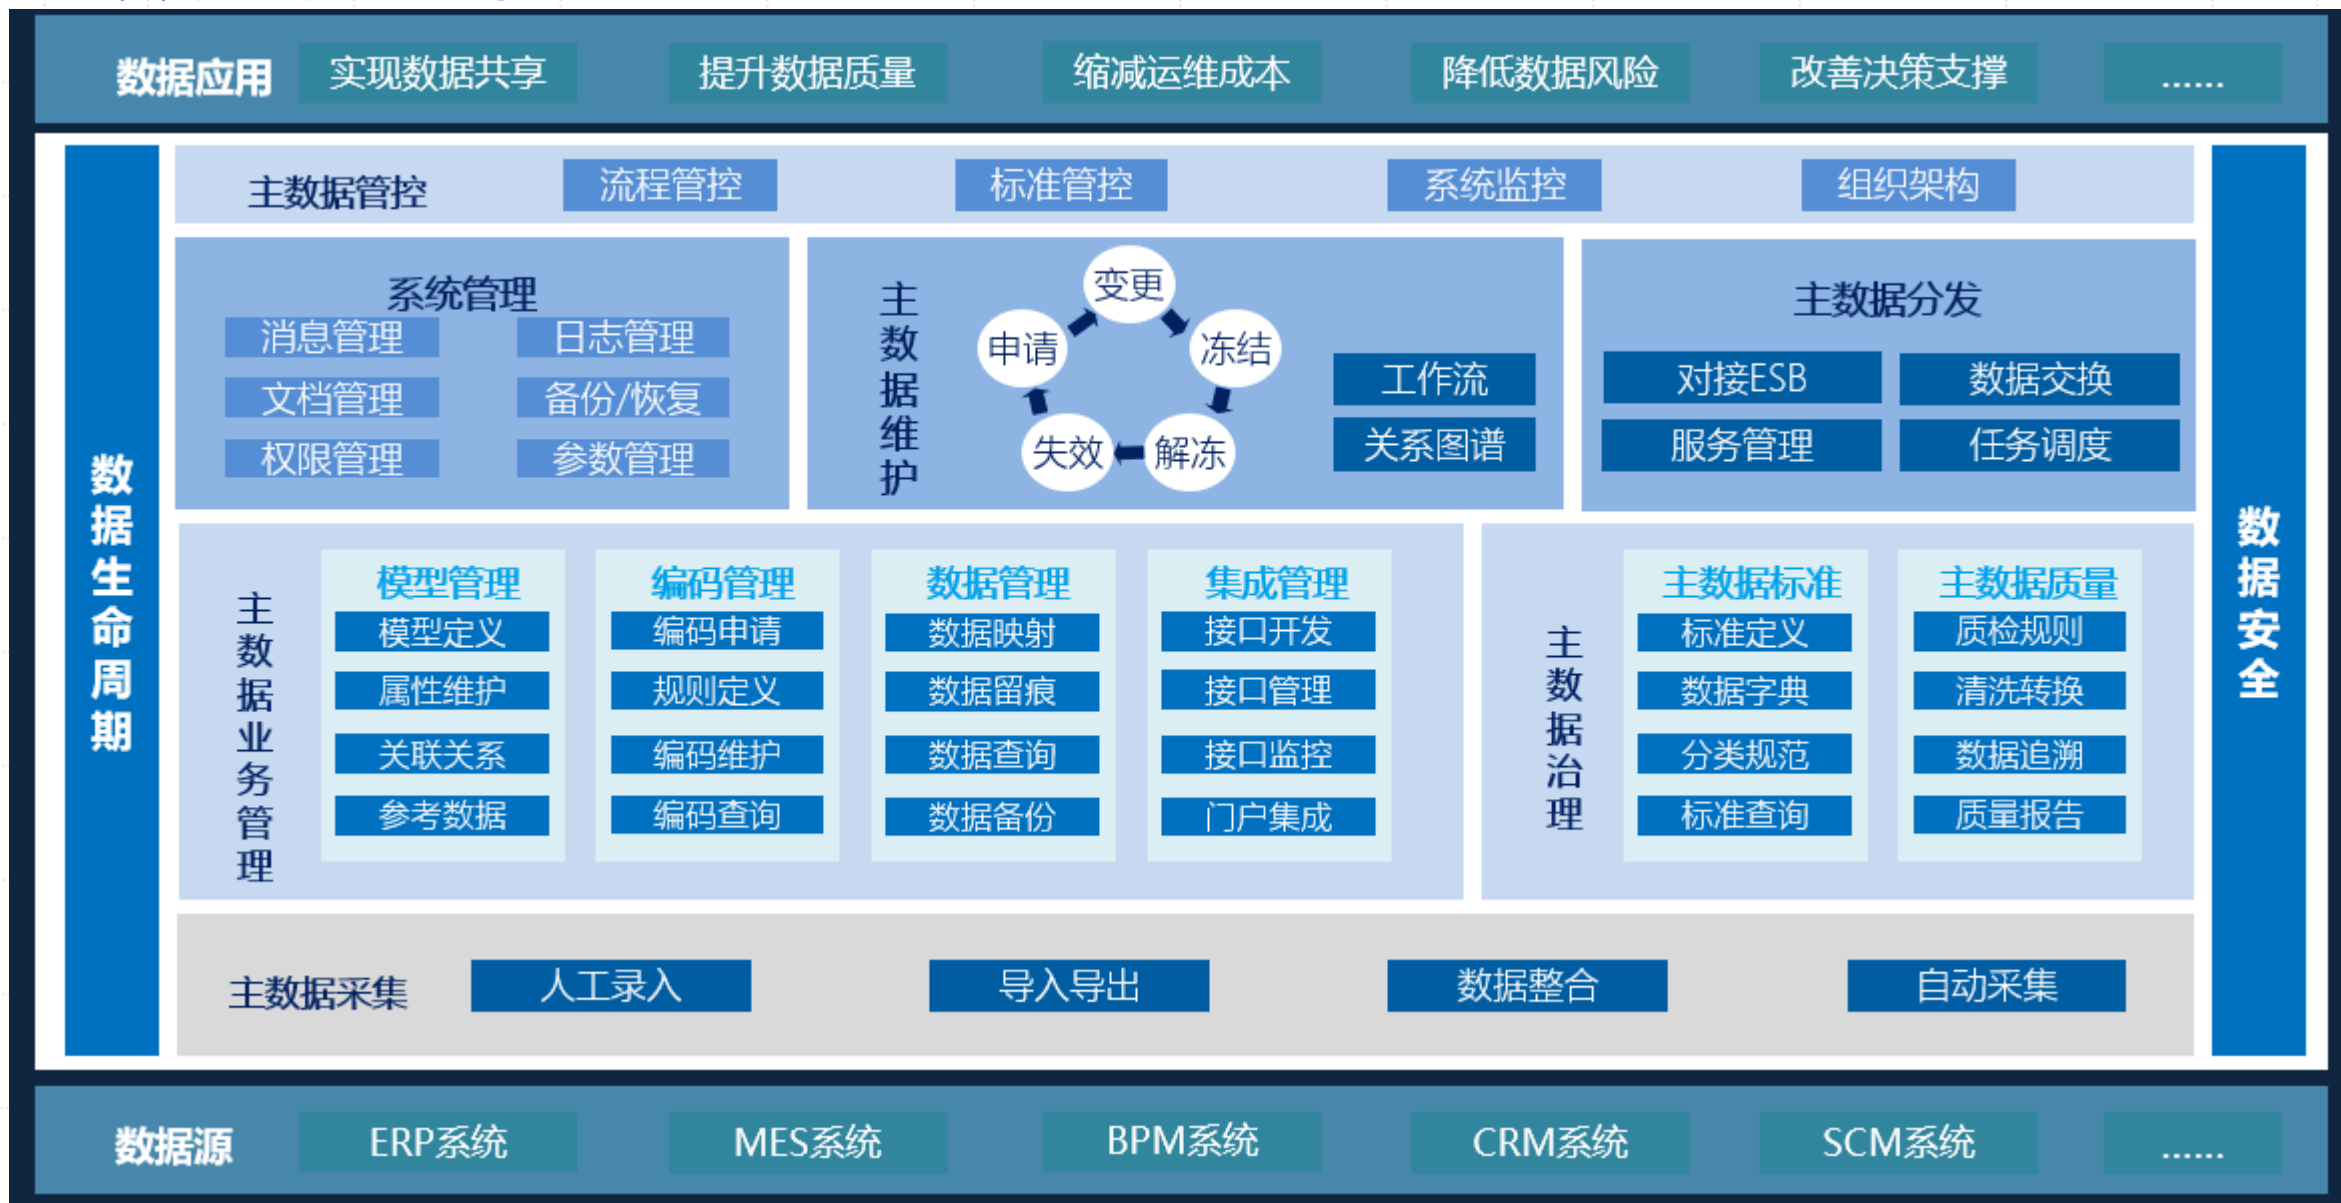 数据应用
实现数据共享
提升数据质量
缩减运维成本
降低数据风险
改善决策支撑
......
数据生命周期
主数据管控
流程管控
标准管控
系统监控
组织架构
系统管理
消息管理
日志管理
文档管理
备份/恢复
权限管理
参数管理
主数据维护
变更
冻结
解冻
失效
申请
工作流
关系图谱
主数据分发
对接ESB
数据交换
服务管理
任务调度
主数据业务管理
模型管理
模型定义
属性维护
关联关系
参考数据
编码管理
编码申请
规则定义
编码维护
编码查询
数据管理
数据映射
数据留痕
数据查询
数据备份
集成管理
接口开发
接口管理
接口监控
门户集成
主数据治理
主数据标准
标准定义
数据字典
分类规范
标准查询
主数据质量
质检规则
清洗转换
数据追溯
质量报告
主数据采集
人工录入
导入导出
数据整合
自动采集
数据安全
数据源
ERP系统
MES系统
BPM系统
CRM系统
SCM系统
......